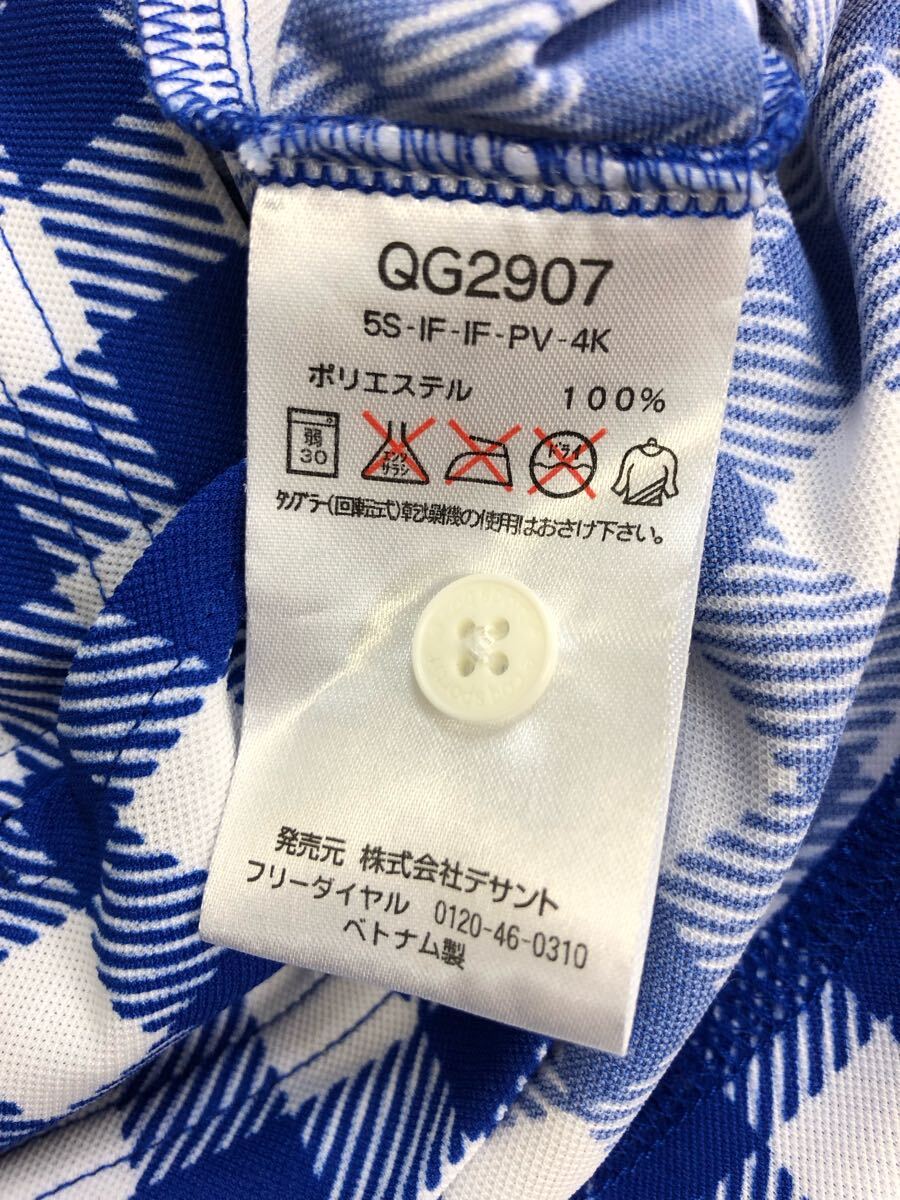 QG2907
5S-IF-IF-PV-4K
ポリエステル 100%
弱
30
エンソ
サラシ
ドライ
タンブラー(回転式)乾燥機の使用はおさけ下さい。
発売元 株式会社デサント
フリーダイヤル 0120-46-0310
ベトナム製